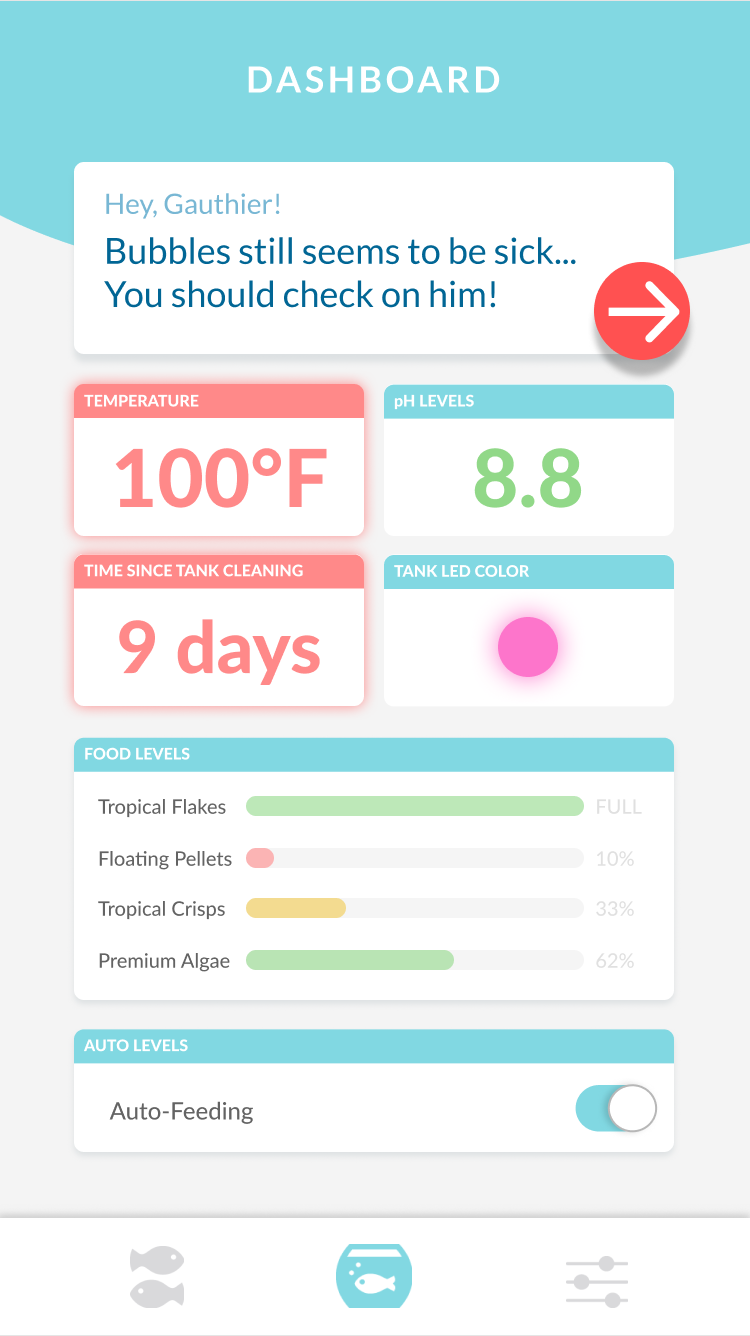 DASHBOARD
Hey, Gauthier!
Bubbles still seems to be sick...
You should check on him!
TEMPERATURE
100°F
pH LEVELS
8.8
TIME SINCE TANK CLEANING
9 days
TANK LED COLOR
FOOD LEVELS
Tropical Flakes FULL
Floating Pellets 10%
Tropical Crisps 33%
Premium Algae 62%
AUTO LEVELS
Auto-Feeding